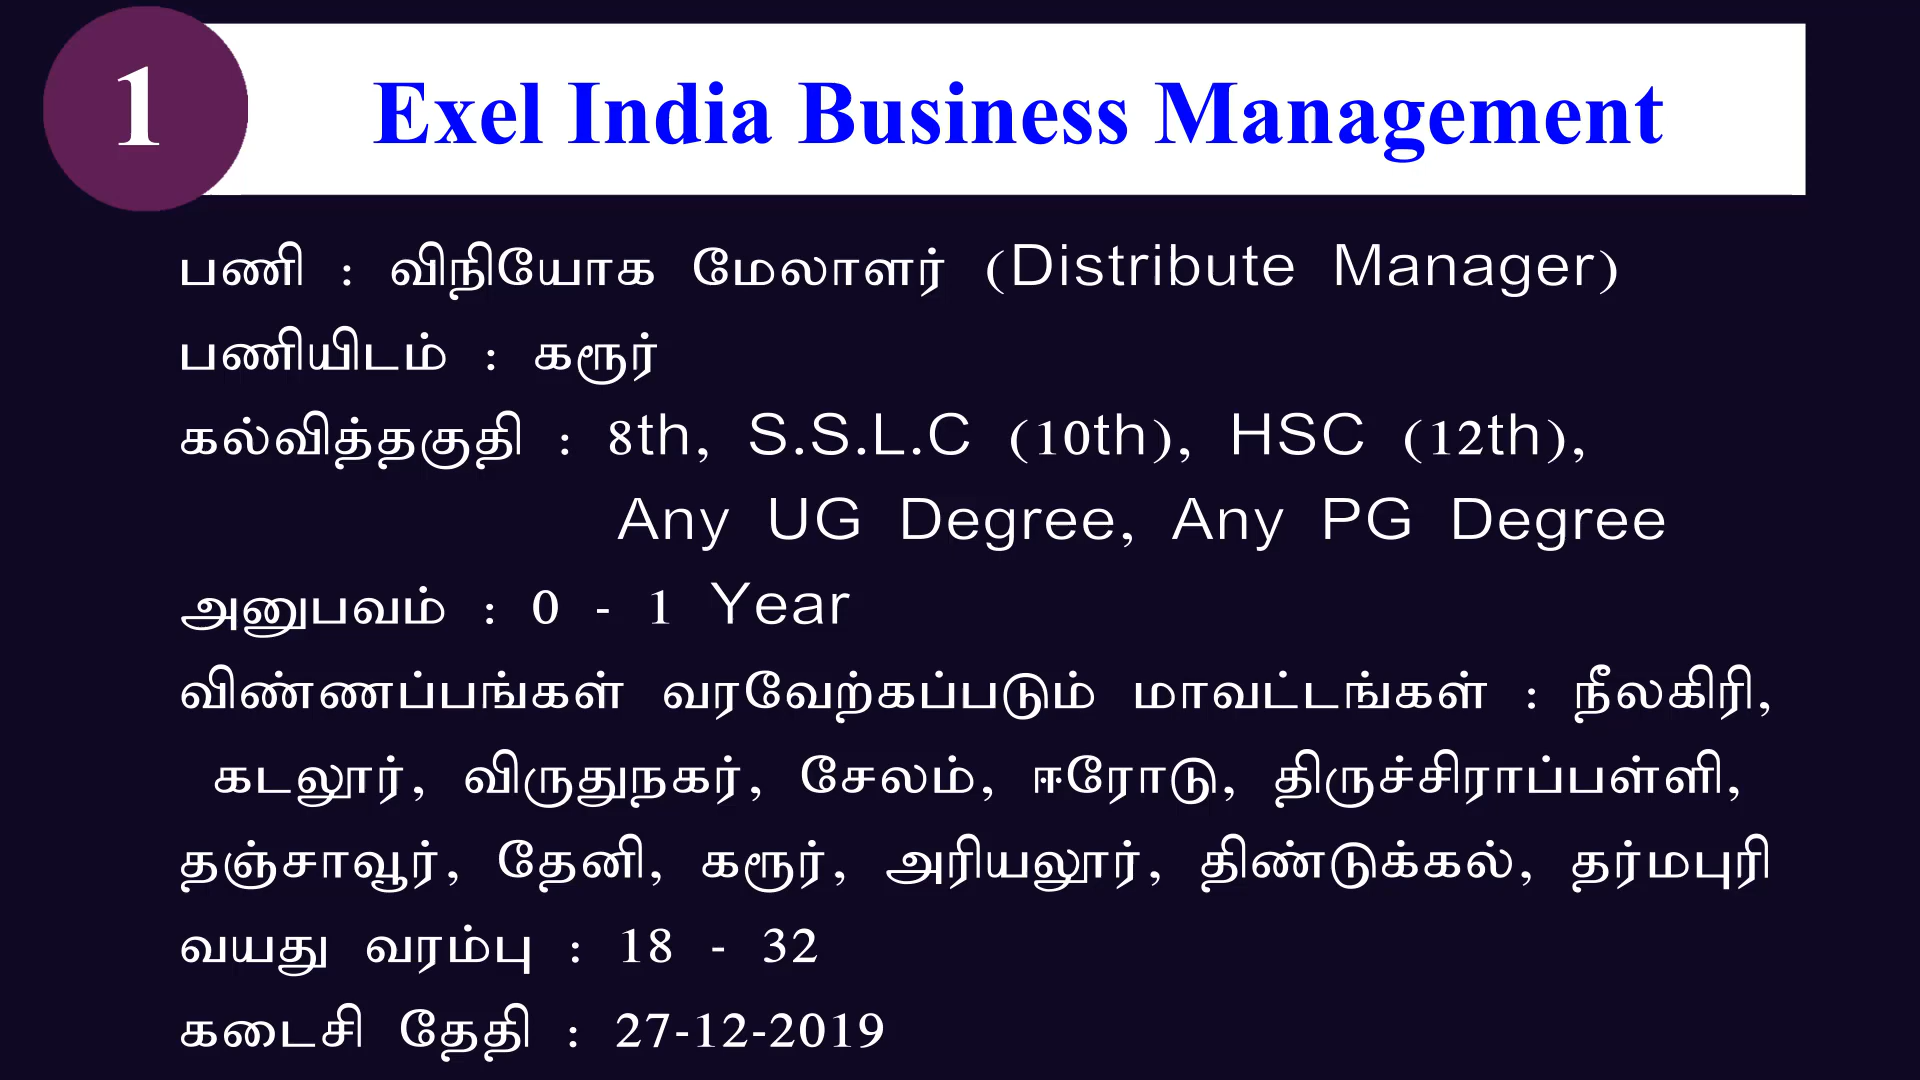 1
Exel India Business Management
பணி : விநியோக மேலாளர் (Distribute Manager)
பணியிடம் : கரூர்
கல்வித்தகுதி : 8th, S.S.L.C (10th), HSC (12th),
Any UG Degree, Any PG Degree
அனுபவம் : 0 - 1 Year
விண்ணப்பங்கள் வரவேற்கப்படும் மாவட்டங்கள் : நீலகிரி,
கடலூர், விருதுநகர், சேலம், ஈரோடு, திருச்சிராப்பள்ளி,
தஞ்சாவூர், தேனி, கரூர், அரியலூர், திண்டுக்கல், தர்மபுரி
வயது வரம்பு : 18 - 32
கடைசி தேதி : 27-12-2019